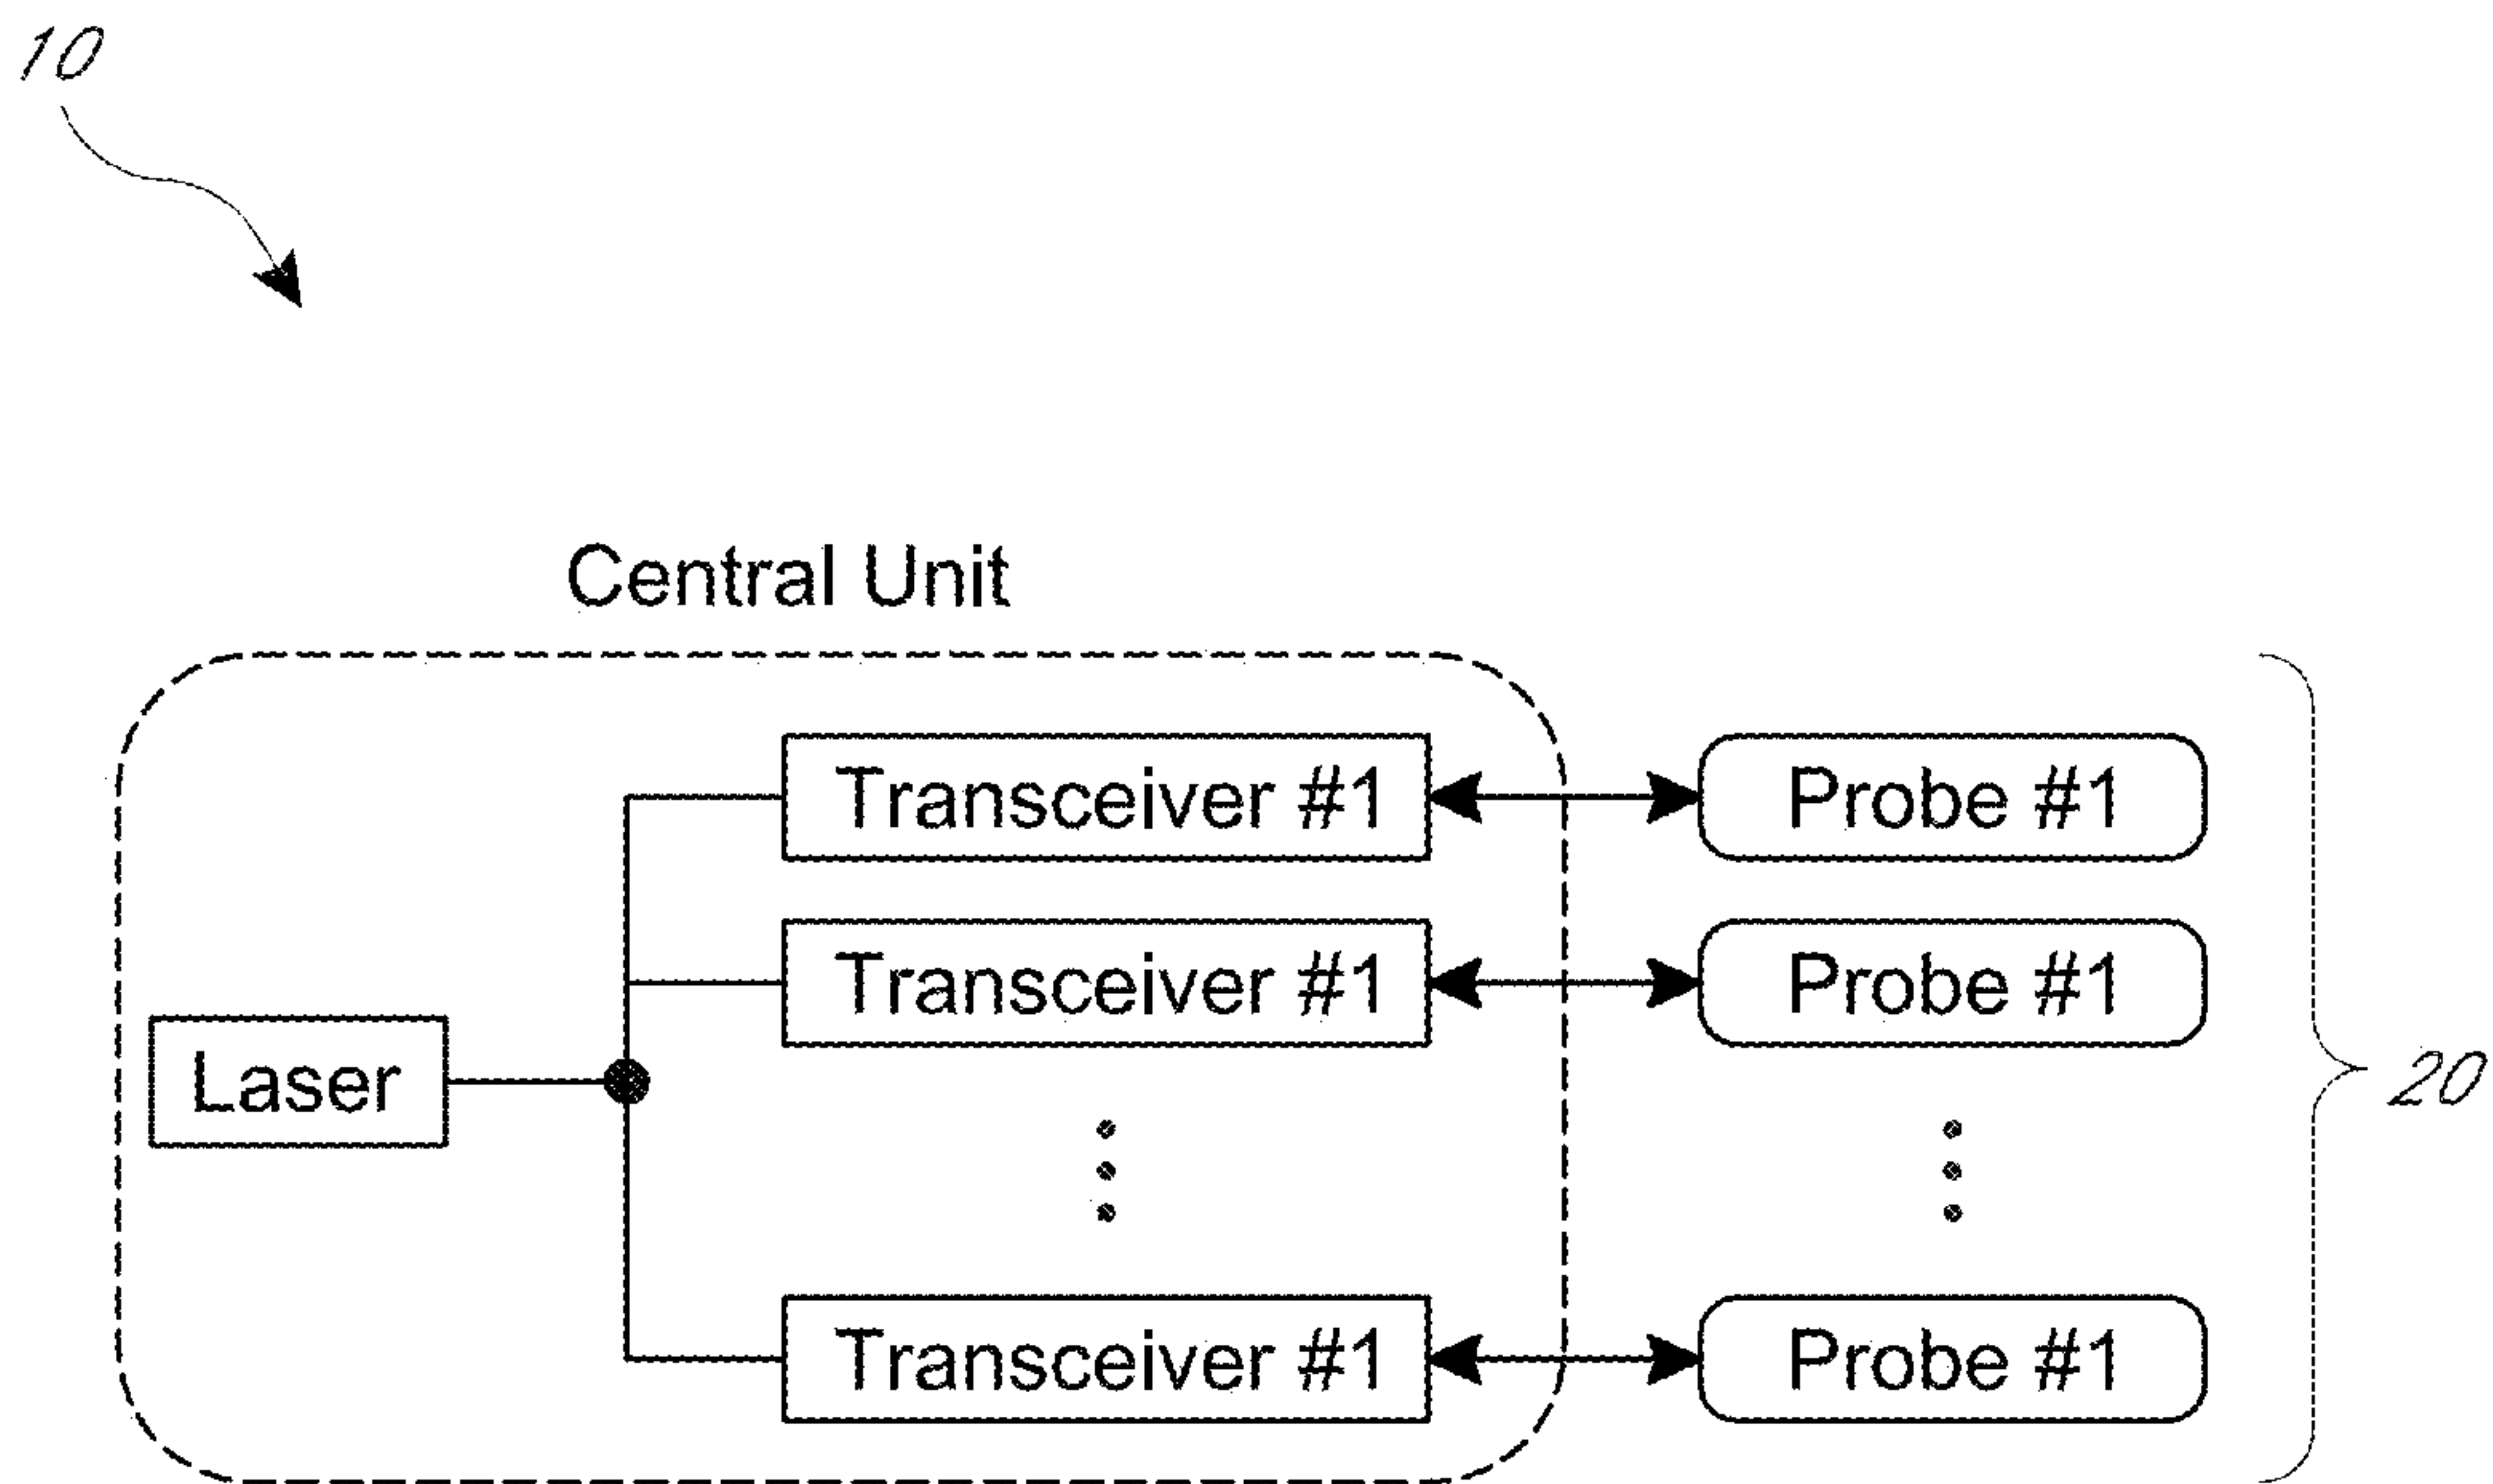 10
Central Unit
Transceiver #1
Probe #1
Transceiver #1
Probe #1
Laser
20
Transceiver #1
Probe #1